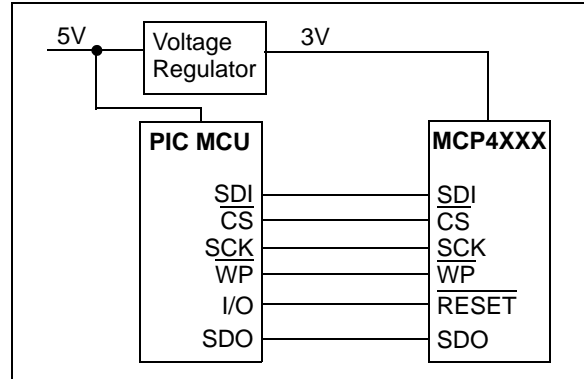 5V
Voltage
Regulator
3V
PIC MCU
MCP4XXX
SDI
SDI
CS
CS
SCK
SCK
WP
WP
I/O
RESET
SDO
SDO